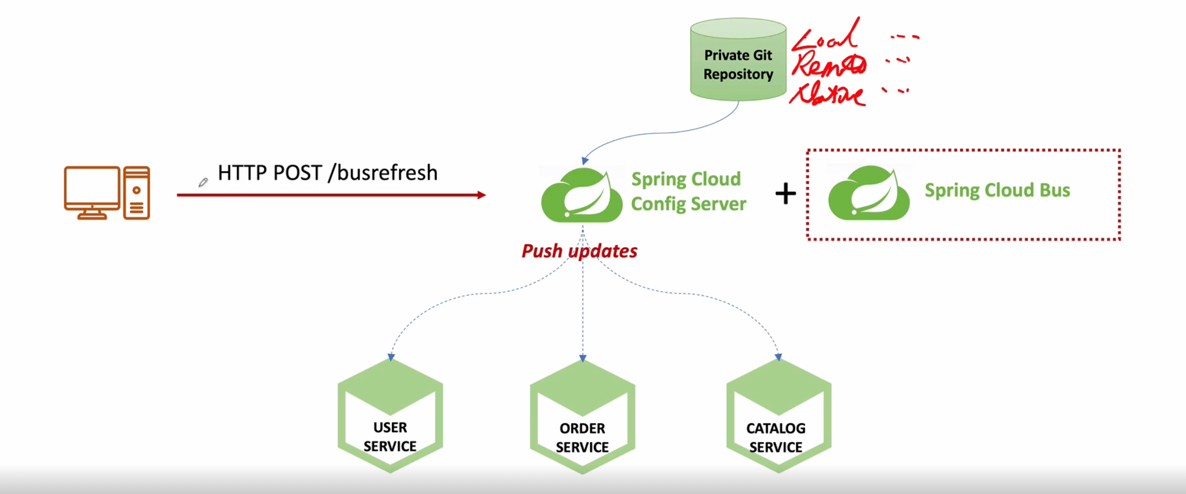 Private Git
Repository
Local ...
Remote ...
Native ...
HTTP POST /busrefresh
Spring Cloud
Config Server
+
Spring Cloud Bus
Push updates
USER
SERVICE
ORDER
SERVICE
CATALOG
SERVICE